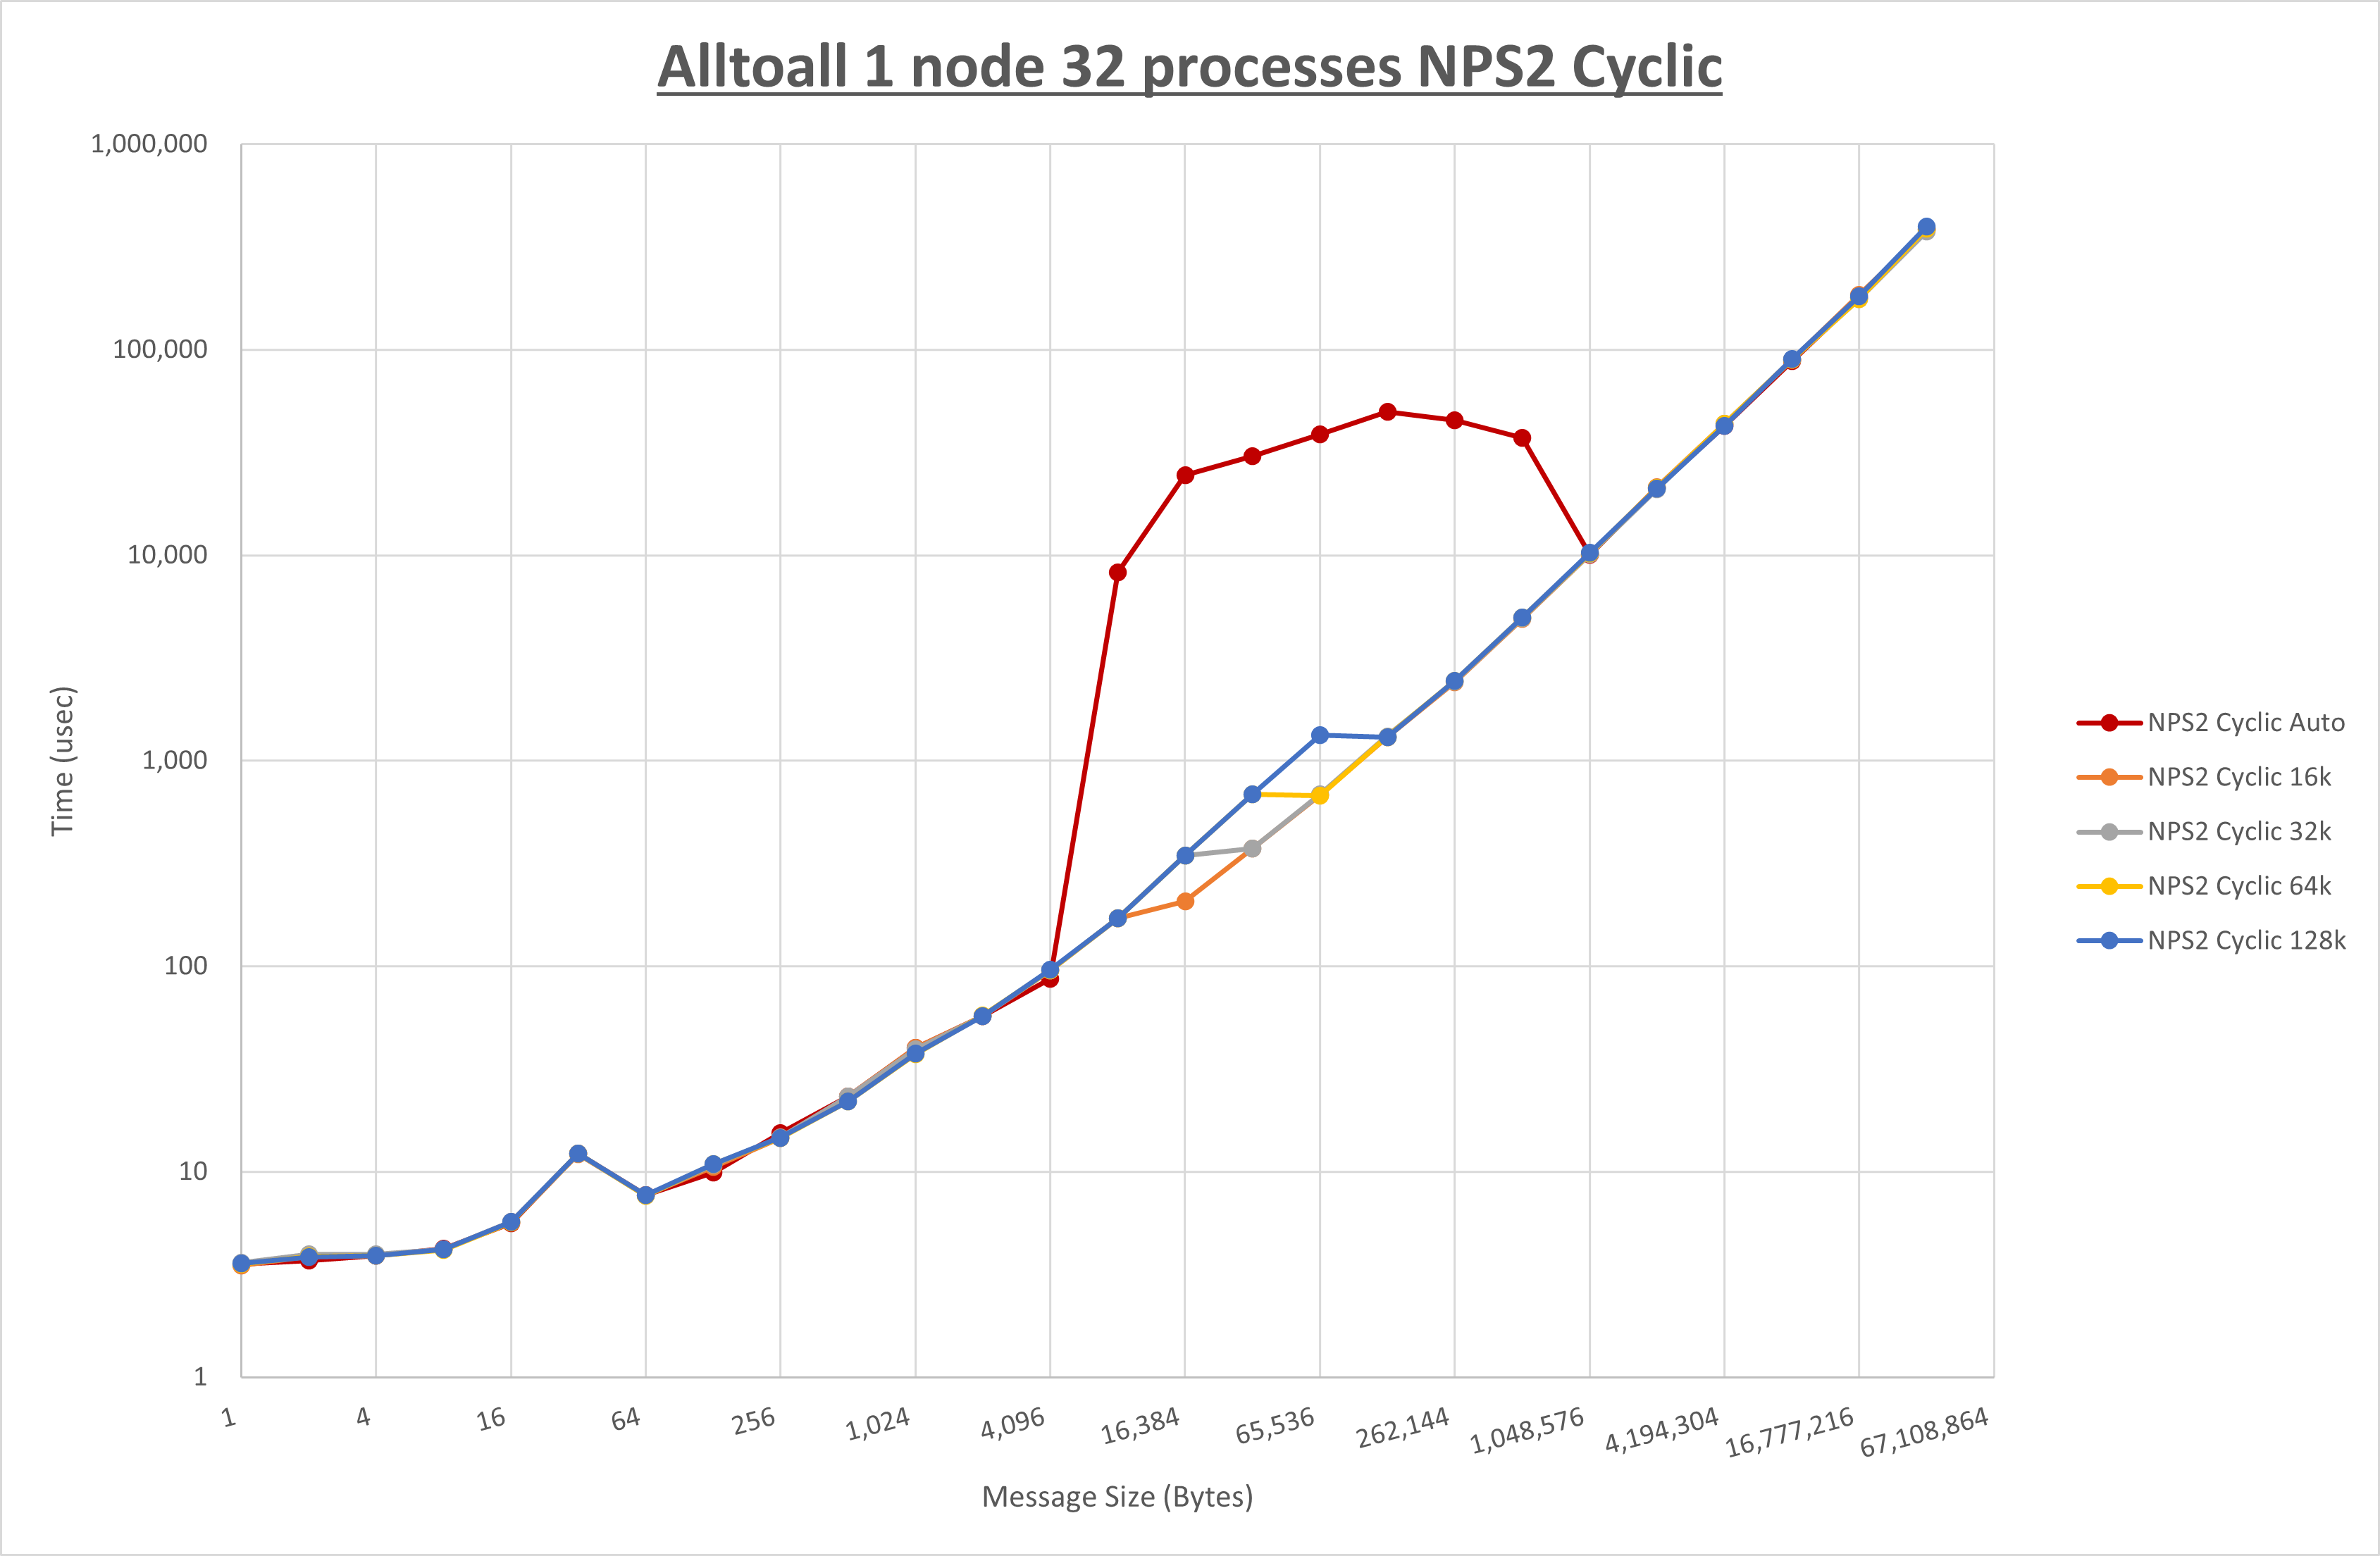 Alltoall 1 node 32 processes NPS2 Cyclic
1,000,000
100,000
10,000
1,000
100
10
1
Time (usec)
1
4
16
64
256
1,024
4,096
16,384
65,536
262,144
1,048,576
4,194,304
16,777,216
67,108,864
Message Size (Bytes)
NPS2 Cyclic Auto
NPS2 Cyclic 16k
NPS2 Cyclic 32k
NPS2 Cyclic 64k
NPS2 Cyclic 128k